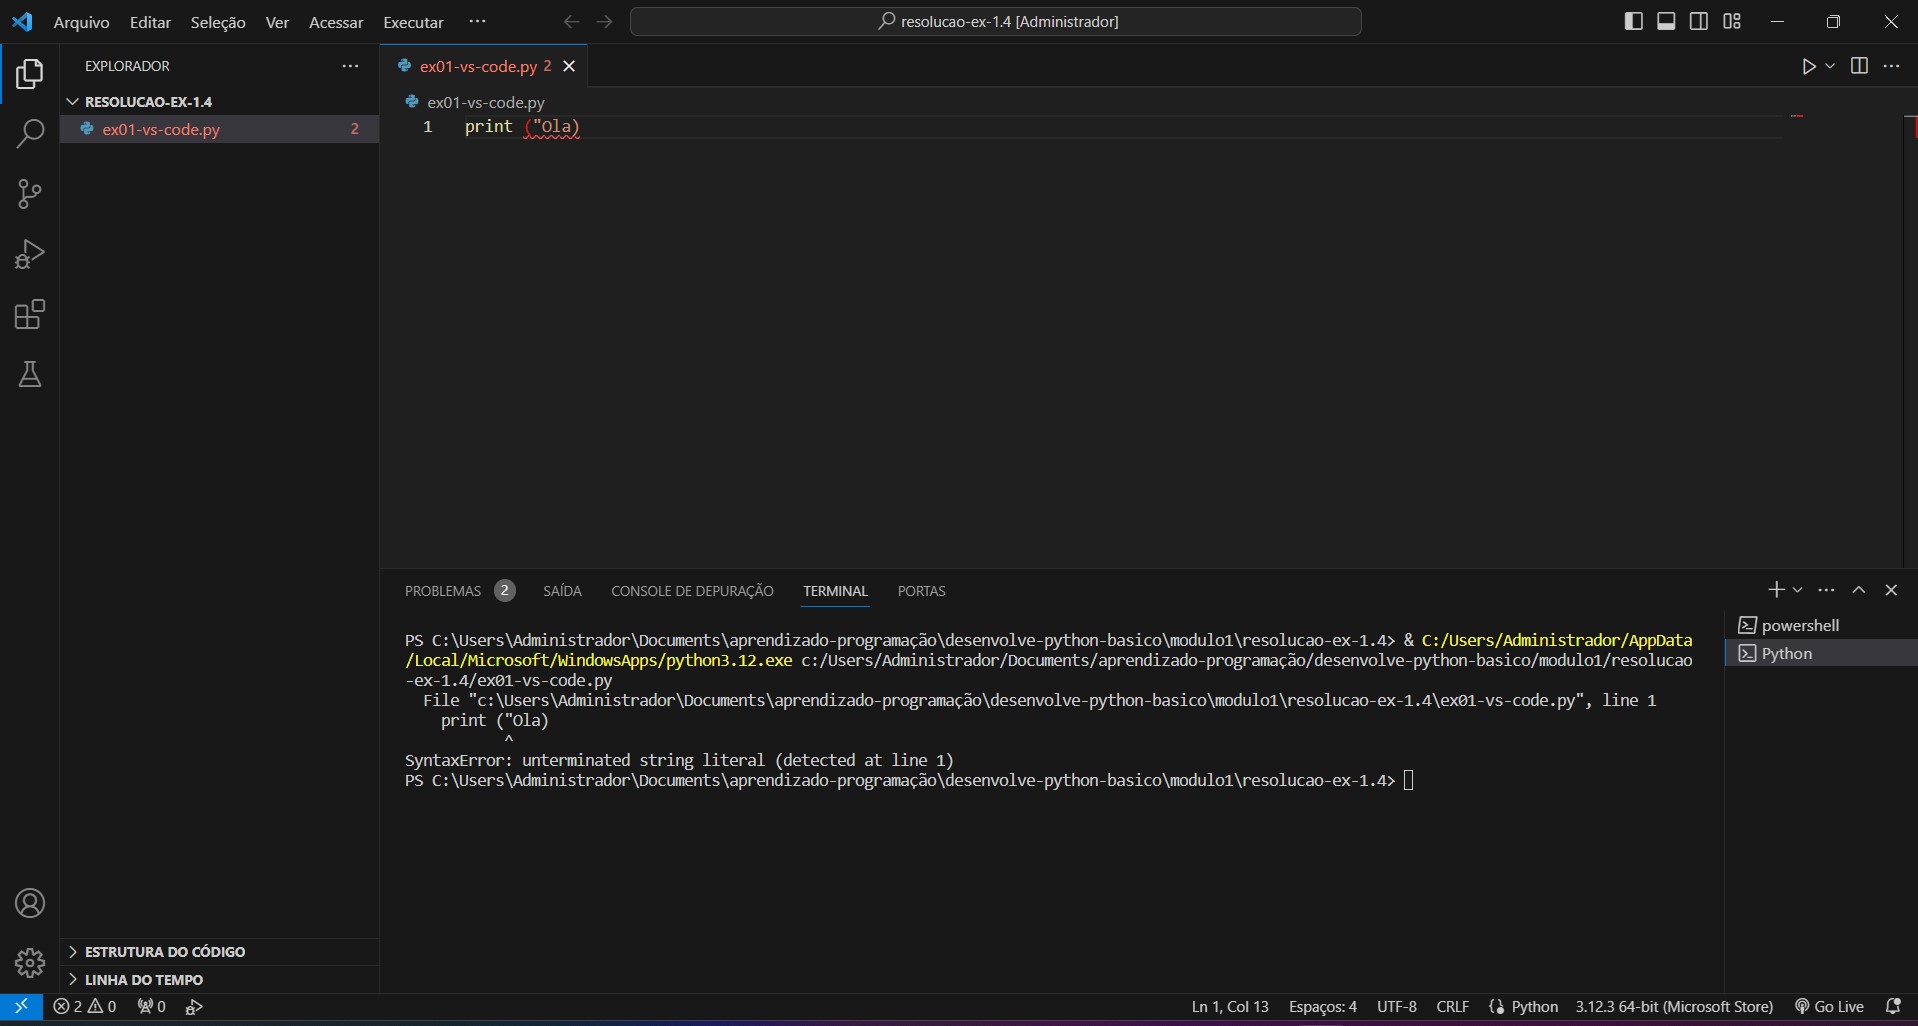 Arquivo Editar Seleção Ver Acessar Executar ···
resolucao-ex-1.4 [Administrador]
EXPLORADOR
RESOLUCAO-EX-1.4
ex01-vs-code.py 2
ex01-vs-code.py 2
ex01-vs-code.py
1 print ("Ola)
PROBLEMAS 2 SAÍDA CONSOLE DE DEPURAÇÃO TERMINAL PORTAS
PS C:\Users\Administrador\Documents\aprendizado-programação\desenvolve-python-basico\modulo1\resolucao-ex-1.4> & C:/Users/Administrador/AppData
/Local/Microsoft/WindowsApps/python3.12.exe c:/Users/Administrador/Documents/aprendizado-programação/desenvolve-python-basico/modulo1/resolucao
-ex-1.4/ex01-vs-code.py
  File "c:\Users\Administrador\Documents\aprendizado-programação\desenvolve-python-basico\modulo1\resolucao-ex-1.4\ex01-vs-code.py", line 1
    print ("Ola)
           ^
SyntaxError: unterminated string literal (detected at line 1)
PS C:\Users\Administrador\Documents\aprendizado-programação\desenvolve-python-basico\modulo1\resolucao-ex-1.4>
powershell
Python
ESTRUTURA DO CÓDIGO
LINHA DO TEMPO
2 0 0 Ln 1, Col 13 Espaços: 4 UTF-8 CRLF Python 3.12.3 64-bit (Microsoft Store) Go Live